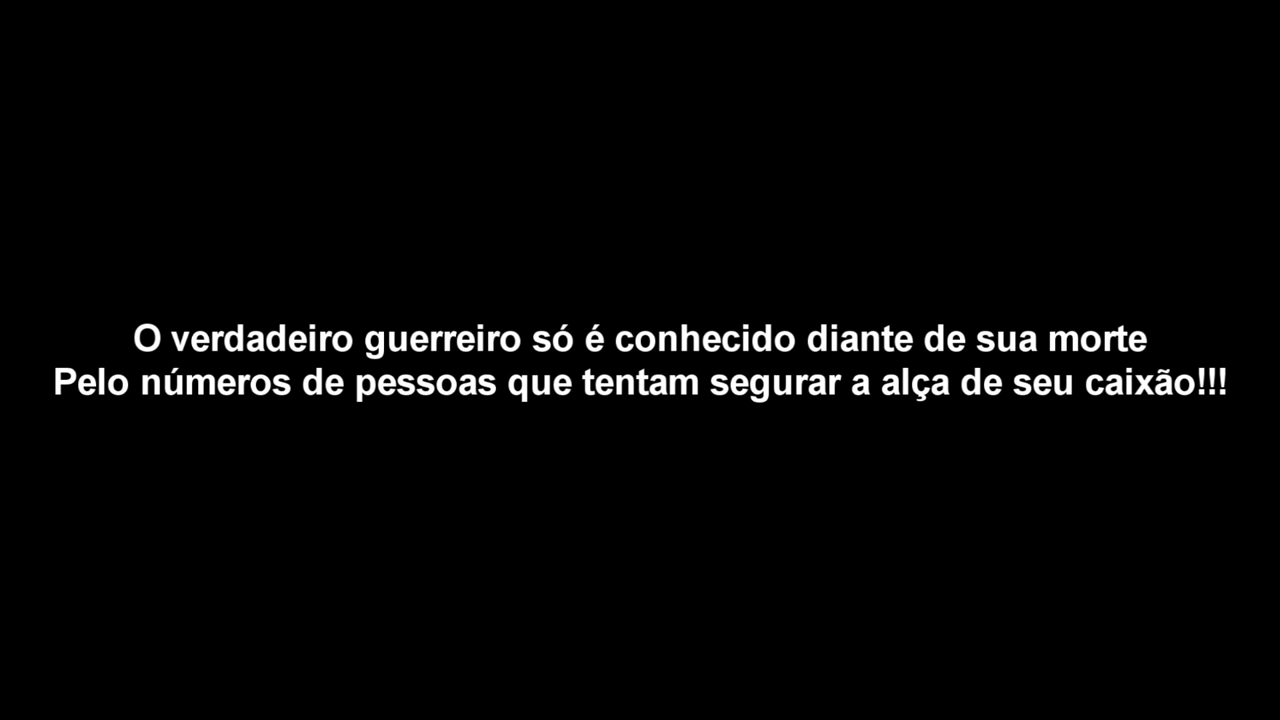 O verdadeiro guerreiro só é conhecido diante de sua morte
Pelo números de pessoas que tentam segurar a alça de seu caixão!!!